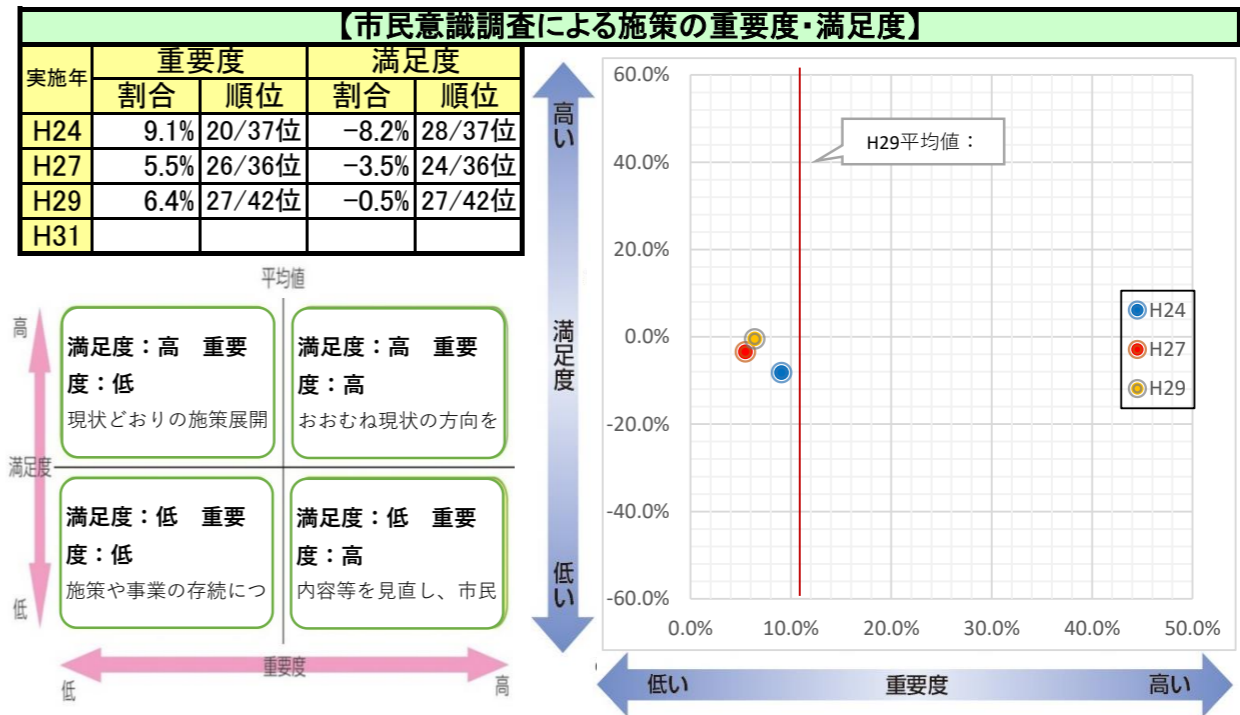 【市民意識調査による施策の重要度･満足度】
実施年 重要度 満足度
割合 順位 割合 順位
H24 9.1% 20/37位 −8.2% 28/37位
H27 5.5% 26/36位 −3.5% 24/36位
H29 6.4% 27/42位 −0.5% 27/42位
H31
平均値
高
満足度
低
満足度：高　重要
度：低
現状どおりの施策展開
満足度：高　重要
度：高
おおむね現状の方向を
満足度：低　重要
度：低
施策や事業の存続につ
満足度：低　重要
度：高
内容等を見直し、市民
低
重要度
高
高い
満足度
低い
60.0%
40.0%
20.0%
0.0%
-20.0%
-40.0%
-60.0%
H29平均値：
H24
H27
H29
0.0% 10.0% 20.0% 30.0% 40.0% 50.0%
低い 重要度 高い